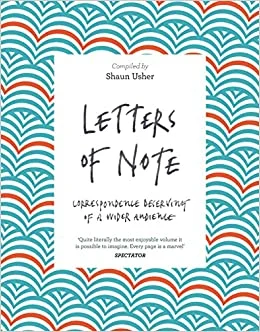 Compiled by
Shaun Usher
LETTERS
OF NOTE
CORRESPONDENCE DESERVING
OF A WIDER AUDIENCE
'Quite literally the most enjoyable volume it
is possible to imagine. Every page is a marvel'
SPECTATOR